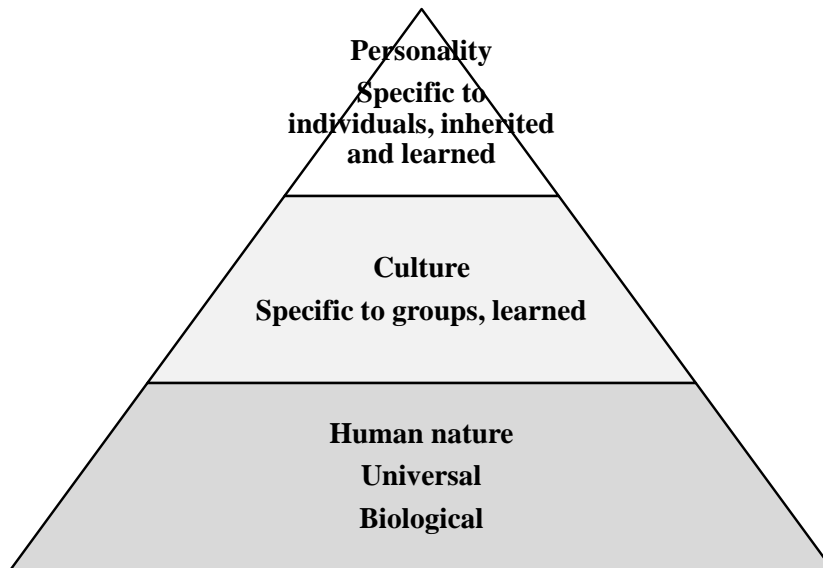 Personality
Specific to
individuals, inherited
and learned
Culture
Specific to groups, learned
Human nature
Universal
Biological